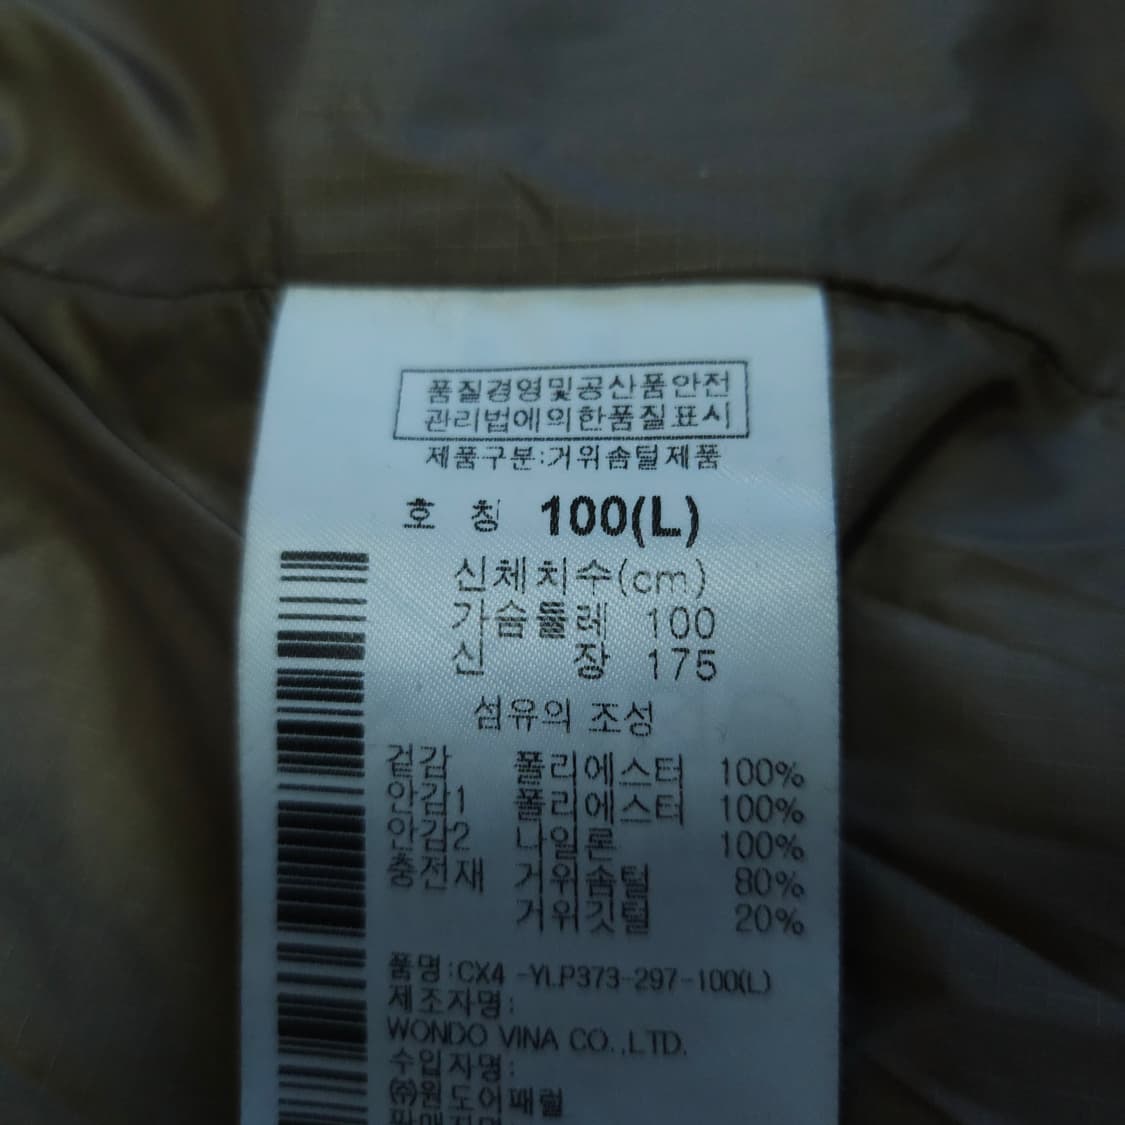 품질경영및공산품안전
관리법에의한품질표시
제품구분:거위솜털제품
호 칭 100(L)
신체치수(cm)
가슴둘레 100
신 장 175
섬유의 조성
겉감 폴리에스터 100%
안감1 폴리에스터 100%
안감2 나일론 100%
충전재 거위솜털 80%
거위깃털 20%
품명:CX4 -YLP373-297-100(L)
제조자명:
WONDO VINA CO.,LTD.
수입자명:
㈜원도어패럴
판매자명: